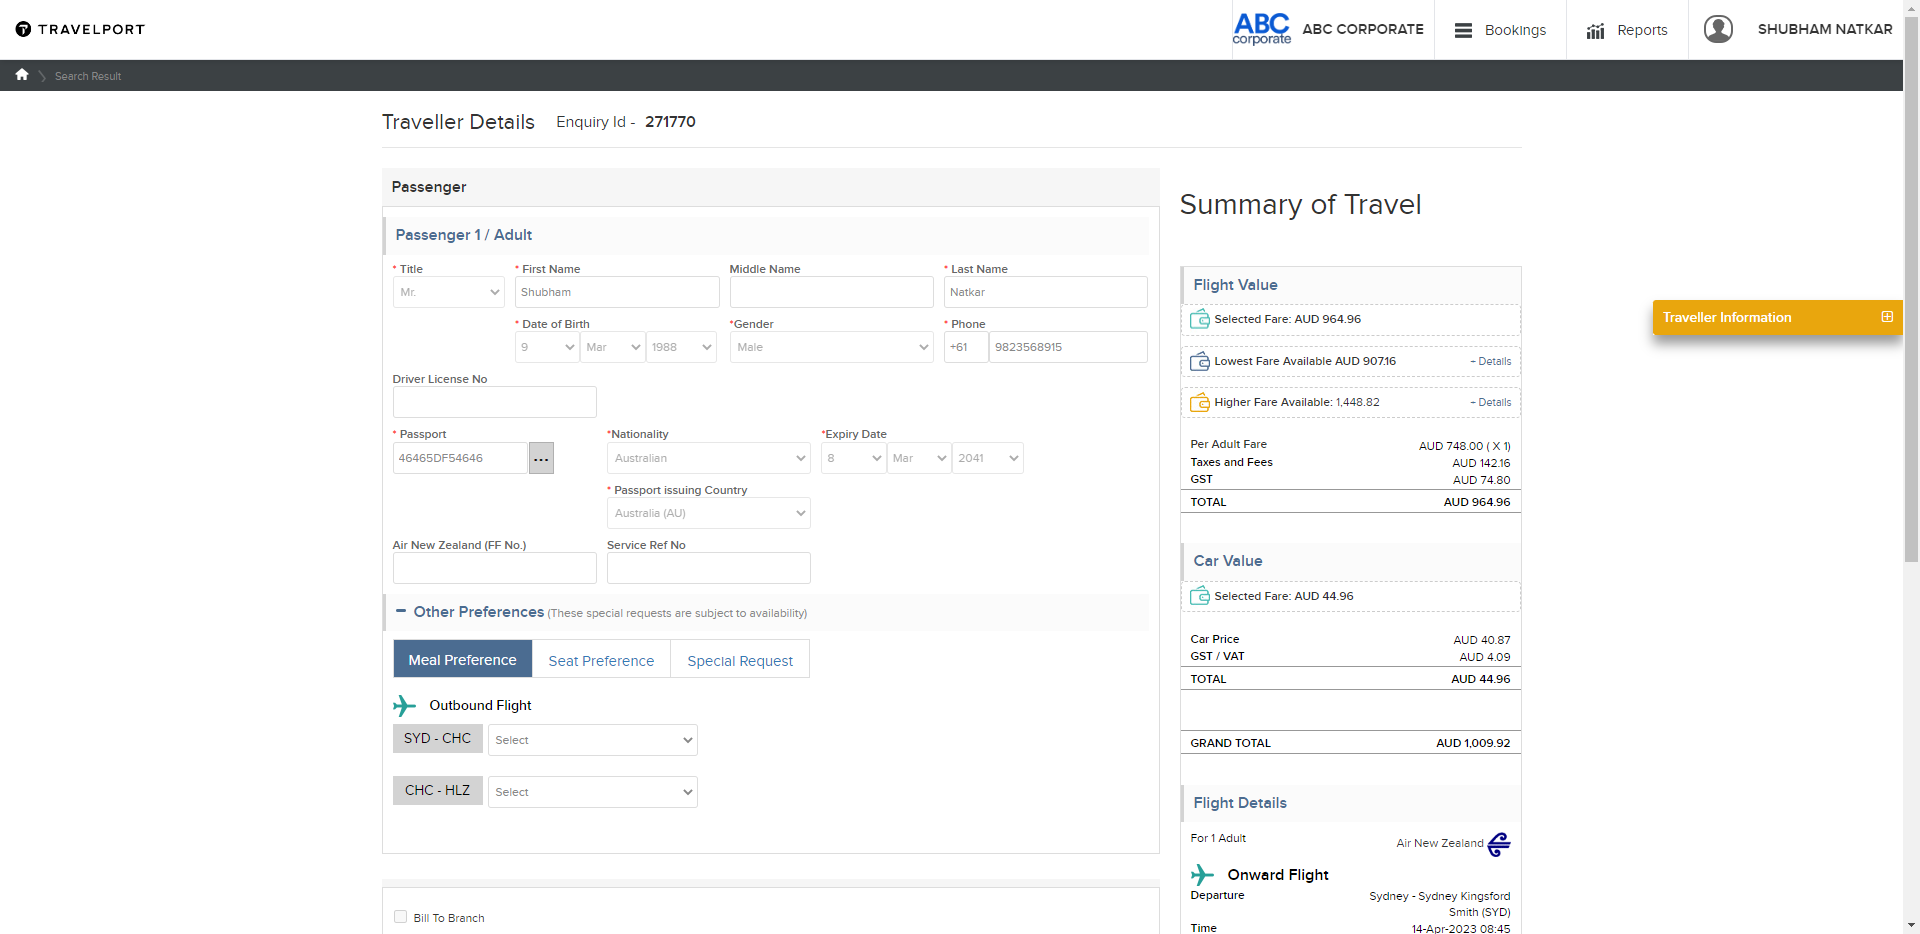 TRAVELPORT
ABC corporate
ABC CORPORATE
Bookings
Reports
SHUBHAM NATKAR
Search Result
Traveller Details
Enquiry Id - 271770
Passenger
Passenger 1 / Adult
* Title
* First Name
Middle Name
* Last Name
Mr.
Shubham
Natkar
* Date of Birth
*Gender
* Phone
9
Mar
1988
Male
+61
9823568915
Driver License No
* Passport
*Nationality
*Expiry Date
46465DF54646
...
Australian
8
Mar
2041
* Passport issuing Country
Australia (AU)
Air New Zealand (FF No.)
Service Ref No
Other Preferences (These special requests are subject to availability)
Meal Preference
Seat Preference
Special Request
Outbound Flight
SYD - CHC
Select
CHC - HLZ
Select
Bill To Branch
Summary of Travel
Flight Value
Selected Fare: AUD 964.96
Lowest Fare Available AUD 907.16
+ Details
Higher Fare Available: 1,448.82
+ Details
Per Adult Fare
AUD 748.00 ( X 1)
Taxes and Fees
AUD 142.16
GST
AUD 74.80
TOTAL
AUD 964.96
Car Value
Selected Fare: AUD 44.96
Car Price
AUD 40.87
GST / VAT
AUD 4.09
TOTAL
AUD 44.96
GRAND TOTAL
AUD 1,009.92
Flight Details
For 1 Adult
Air New Zealand
Onward Flight
Departure
Sydney - Sydney Kingsford
Smith (SYD)
Time
14-Apr-2023 08:45
Traveller Information